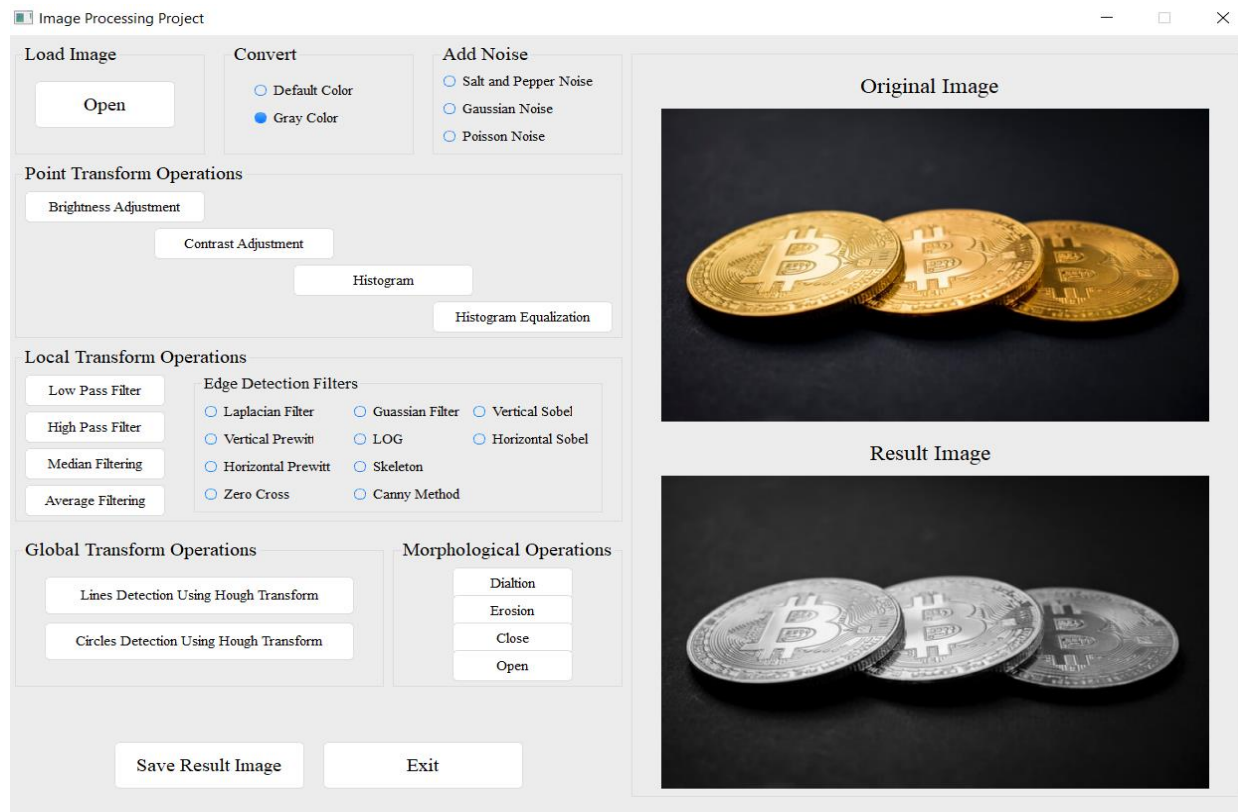 Image Processing Project
Load Image
Open
Convert
Default Color
Gray Color
Add Noise
Salt and Pepper Noise
Gaussian Noise
Poisson Noise
Point Transform Operations
Brightness Adjustment
Contrast Adjustment
Histogram
Histogram Equalization
Local Transform Operations
Low Pass Filter
High Pass Filter
Median Filtering
Average Filtering
Edge Detection Filters
Laplacian Filter
Guassian Filter
Vertical Sobel
Vertical Prewitt
LOG
Horizontal Sobel
Horizontal Prewitt
Skeleton
Zero Cross
Canny Method
Global Transform Operations
Lines Detection Using Hough Transform
Circles Detection Using Hough Transform
Morphological Operations
Dialtion
Erosion
Close
Open
Save Result Image
Exit
Original Image
Result Image